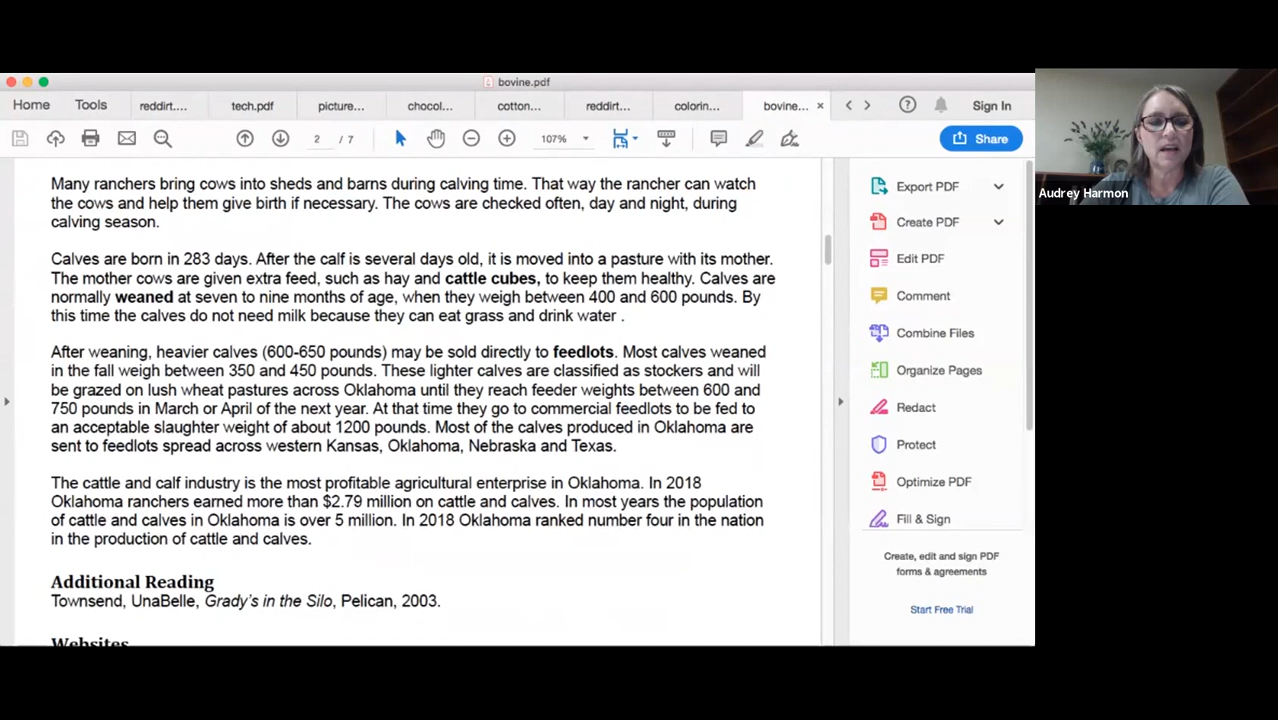 bovine.pdf
Home Tools reddirt.... tech.pdf picture... chocol... cotton... reddirt... colorin... bovine... × Sign In
2 / 7 107% Share
Audrey Harmon
Many ranchers bring cows into sheds and barns during calving time. That way the rancher can watch
the cows and help them give birth if necessary. The cows are checked often, day and night, during
calving season.
Calves are born in 283 days. After the calf is several days old, it is moved into a pasture with its mother.
The mother cows are given extra feed, such as hay and cattle cubes, to keep them healthy. Calves are
normally weaned at seven to nine months of age, when they weigh between 400 and 600 pounds. By
this time the calves do not need milk because they can eat grass and drink water .
After weaning, heavier calves (600-650 pounds) may be sold directly to feedlots. Most calves weaned
in the fall weigh between 350 and 450 pounds. These lighter calves are classified as stockers and will
be grazed on lush wheat pastures across Oklahoma until they reach feeder weights between 600 and
750 pounds in March or April of the next year. At that time they go to commercial feedlots to be fed to
an acceptable slaughter weight of about 1200 pounds. Most of the calves produced in Oklahoma are
sent to feedlots spread across western Kansas, Oklahoma, Nebraska and Texas.
The cattle and calf industry is the most profitable agricultural enterprise in Oklahoma. In 2018
Oklahoma ranchers earned more than $2.79 million on cattle and calves. In most years the population
of cattle and calves in Oklahoma is over 5 million. In 2018 Oklahoma ranked number four in the nation
in the production of cattle and calves.
Additional Reading
Townsend, UnaBelle, Grady's in the Silo, Pelican, 2003.
Websites
Export PDF
Create PDF
Edit PDF
Comment
Combine Files
Organize Pages
Redact
Protect
Optimize PDF
Fill & Sign
Create, edit and sign PDF
forms & agreements
Start Free Trial